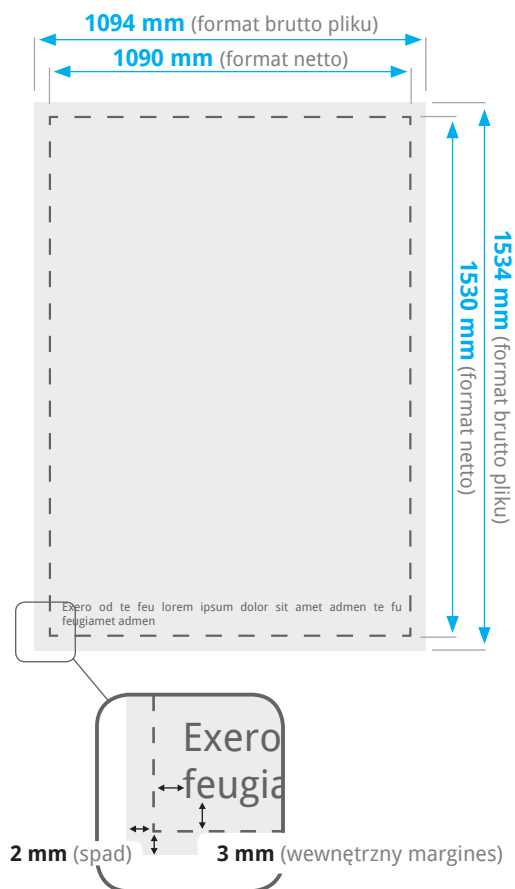 1094 mm (format brutto pliku)
1090 mm (format netto)
1534 mm (format brutto pliku)
1530 mm (format netto)
Exero od te feu lorem ipsum dolor sit amet admen te fu
feugiamet admen
Exero
feugia
2 mm (spad)
3 mm (wewnętrzny margines)